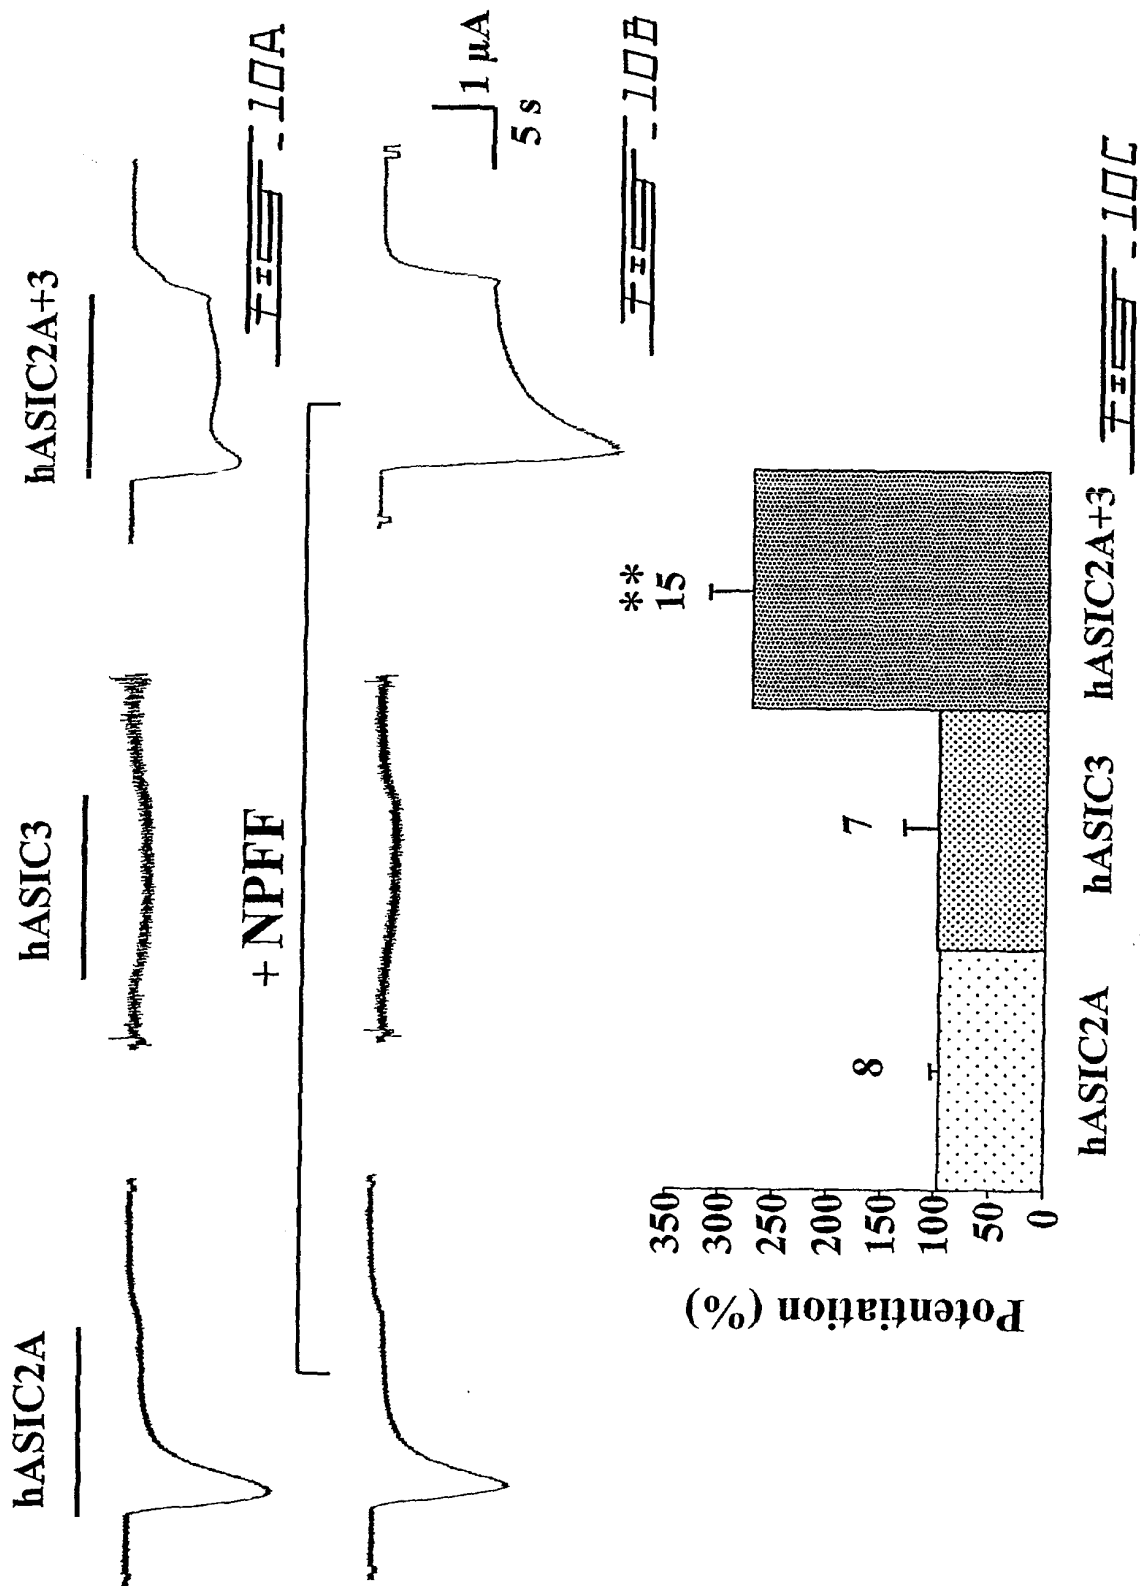 hASIC2A
hASIC3
hASIC2A+3
FIG-10A
+ NPFF
1 µA
5 s
FIG-10B
Potentiation (%)
350
300
250
200
150
100
50
0
8
7
**
15
hASIC2A
hASIC3
hASIC2A+3
FIG-10C